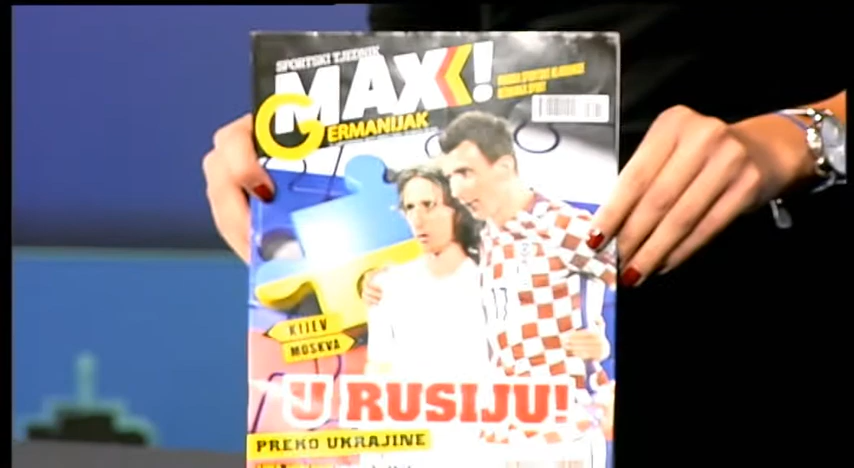 SPORTSKI TJEDNIK
MAX!
GERMANIJAK
KIJEV
MOSKVA
U RUSIJU!
PREKO UKRAJINE